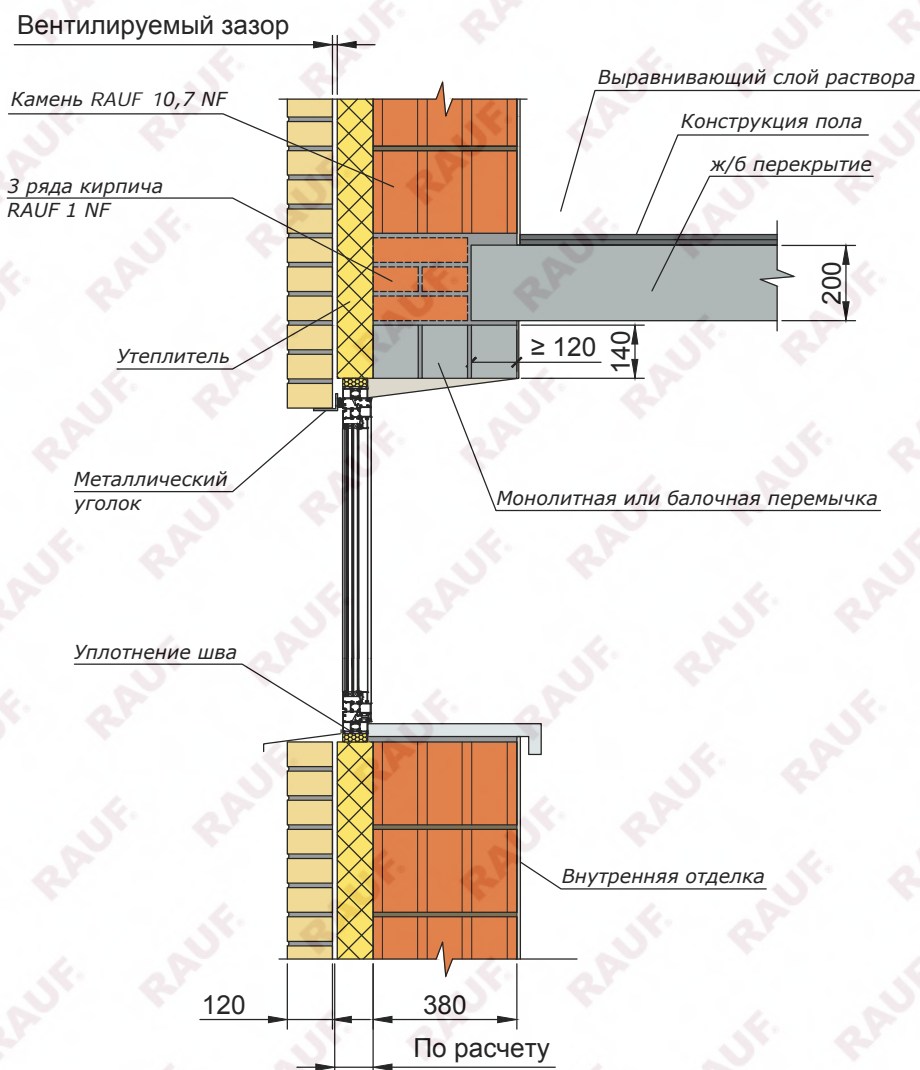 Вентилируемый зазор
Выравнивающий слой раствора
Камень RAUF 10,7 NF
Конструкция пола
ж/б перекрытие
3 ряда кирпича
RAUF 1 NF
200
Утеплитель
≥ 120
140
Металлический
уголок
Монолитная или балочная перемычка
Уплотнение шва
Внутренняя отделка
120
380
По расчету
RAUF